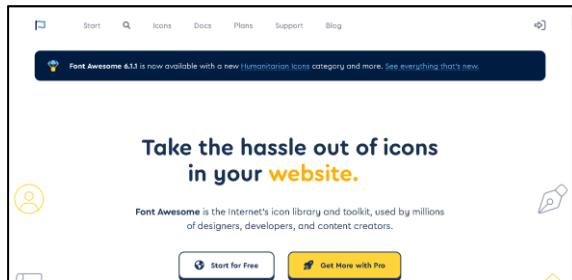 Start Icons Docs Plans Support Blog
Font Awesome 6.1.1 is now available with a new Humanitarian Icons category and more. See everything that's new.
Take the hassle out of icons
in your website.
Font Awesome is the Internet's icon library and toolkit, used by millions
of designers, developers, and content creators.
Start for Free Get More with Pro